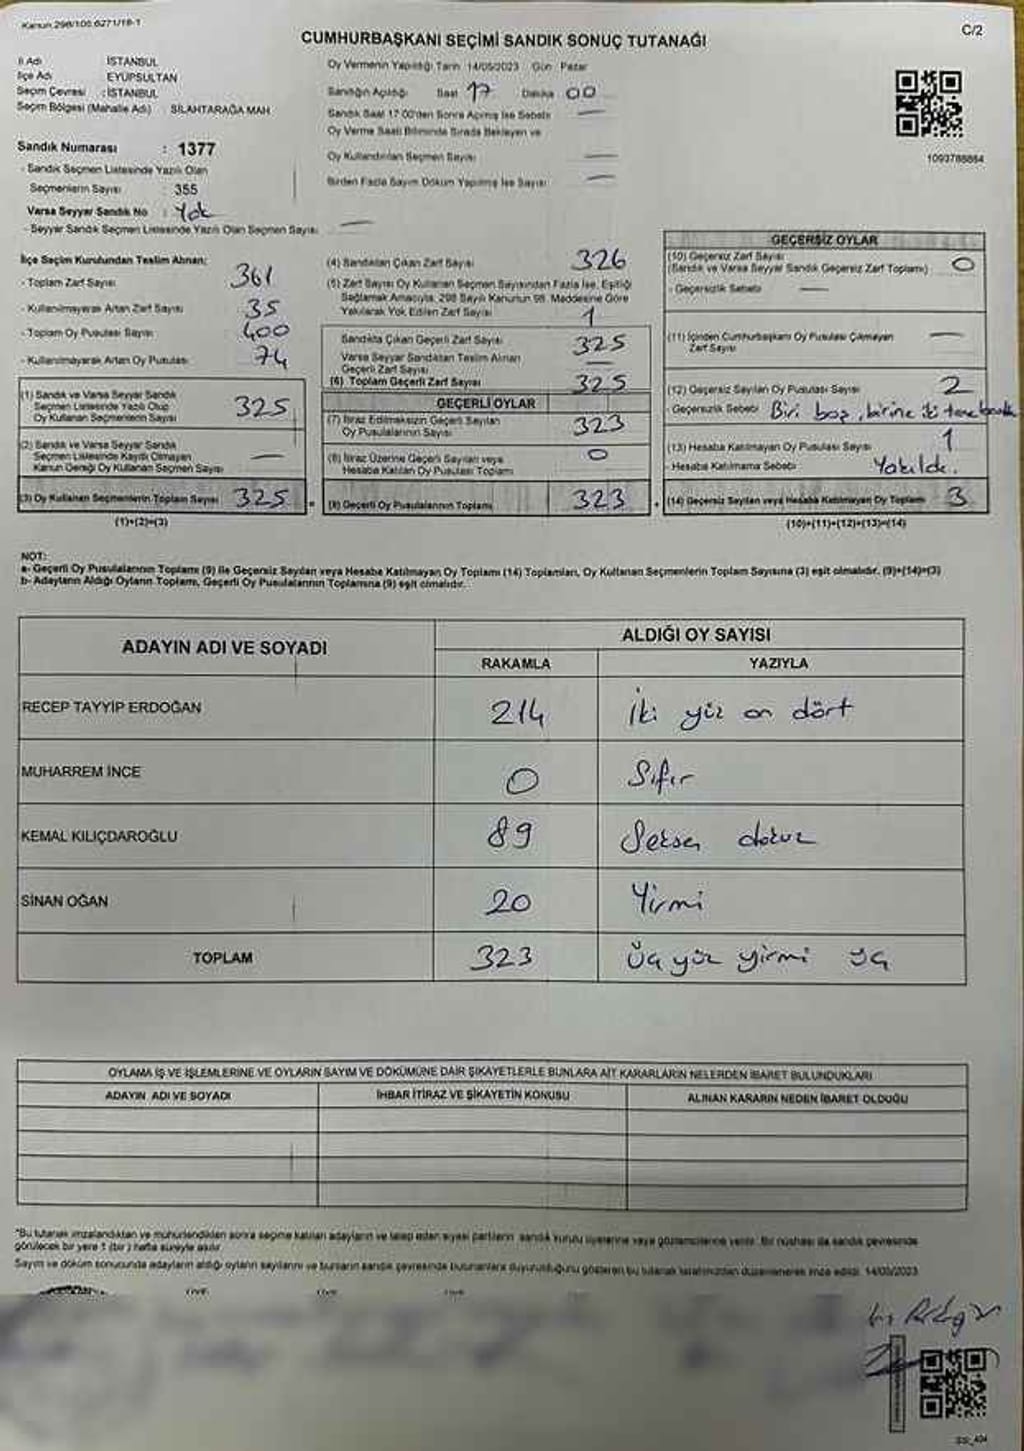 Kanun 298/105 6271/18-1
C/2
CUMHURBAŞKANI SEÇİMİ SANDIK SONUÇ TUTANAĞI
İl Adı İSTANBUL
İlçe Adı EYÜPSULTAN
Seçim Çevresi : İSTANBUL
Seçim Bölgesi (Mahalle Adı) SİLAHTARAĞA MAH
Sandık Numarası : 1377
- Sandık Seçmen Listesinde Yazılı Olan
Seçmenlerin Sayısı 355
Varsa Seyyar Sandık No : Yok
- Seyyar Sandık Seçmen Listesinde Yazılı Olan Seçmen Sayısı
Oy Vermenin Yapıldığı Tarih 14/05/2023 Gün Pazar
Sandığın Açıldığı Saat 17 Dakika 00
Sandık Saat 17:00'den Sonra Açılmış İse Sebebi
Oy Verme Saati Bitiminde Sırada Bekleyen ve
Oy Kullandırılan Seçmen Sayısı
Birden Fazla Sayım Döküm Yapılmış İse Sayısı
1093788884
İlçe Seçim Kurulundan Teslim Alınan:
- Toplam Zarf Sayısı 361
- Kullanılmayarak Artan Zarf Sayısı 35
- Toplam Oy Pusulası Sayısı 400
- Kullanılmayarak Artan Oy Pusulası 74
(1) Sandık ve Varsa Seyyar Sandık
Seçmen Listesinde Yazılı Olup
Oy Kullanan Seçmenlerin Sayısı 325
(2) Sandık ve Varsa Seyyar Sandık
Seçmen Listesinde Kayıtlı Olmayan
Kanun Gereği Oy Kullanan Seçmen Sayısı
(3) Oy Kullanan Seçmenlerin Toplam Sayısı 325
(1)+(2)=(3)
(4) Sandıktan Çıkan Zarf Sayısı 326
(5) Zarf Sayısı Oy Kullanan Seçmen Sayısından Fazla İse, Eşitliği
Sağlamak Amacıyla, 298 Sayılı Kanunun 98. Maddesine Göre
Yakılarak Yok Edilen Zarf Sayısı 1
Sandıkta Çıkan Geçerli Zarf Sayısı 325
Varsa Seyyar Sandıktan Teslim Alınan
Geçerli Zarf Sayısı
(6) Toplam Geçerli Zarf Sayısı 325
GEÇERLİ OYLAR
(7) İtiraz Edilmeksizin Geçerli Sayılan
Oy Pusulalarının Sayısı 323
(8) İtiraz Üzerine Geçerli Sayılan veya
Hesaba Katılan Oy Pusulası Toplamı 0
(9) Geçerli Oy Pusulalarının Toplamı 323
GEÇERSİZ OYLAR
(10) Geçersiz Zarf Sayısı
(Sandık ve Varsa Seyyar Sandık Geçersiz Zarf Toplamı) 0
- Geçersizlik Sebebi
(11) İçinden Cumhurbaşkanı Oy Pusulası Çıkmayan
Zarf Sayısı
(12) Geçersiz Sayılan Oy Pusulası Sayısı 2
- Geçersizlik Sebebi Biri boş, birine iki tane
(13) Hesaba Katılmayan Oy Pusulası Sayısı 1
- Hesaba Katılmama Sebebi Yakıldı.
(14) Geçersiz Sayılan veya Hesaba Katılmayan Oy Toplamı 3
(10)+(11)+(12)+(13)=(14)
NOT:
a- Geçerli Oy Pusulalarının Toplamı (9) ile Geçersiz Sayılan veya Hesaba Katılmayan Oy Toplamı (14) Toplamları, Oy Kullanan Seçmenlerin Toplam Sayısına (3) eşit olmalıdır. (9)+(14)=(3)
b- Adayların Aldığı Oyların Toplamı, Geçerli Oy Pusulalarının Toplamına (9) eşit olmalıdır.
ADAYIN ADI VE SOYADI ALDIĞI OY SAYISI
RAKAMLA YAZIYLA
RECEP TAYYİP ERDOĞAN 214 İki yüz on dört
MUHARREM İNCE 0 Sıfır
KEMAL KILIÇDAROĞLU 89 Seksen dokuz
SİNAN OĞAN 20 Yirmi
TOPLAM 323 Üç yüz yirmi üç
OYLAMA İŞ VE İŞLEMLERİNE VE OYLARIN SAYIM VE DÖKÜMÜNE DAİR ŞİKAYETLERLE BUNLARA AİT KARARLARIN NELERDEN İBARET BULUNDUKLARI
ADAYIN ADI VE SOYADI İHBAR İTİRAZ VE ŞİKAYETİN KONUSU ALINAN KARARIN NEDEN İBARET OLDUĞU
*Bu tutanak imzalandıktan ve mühürlendikten sonra seçime katılan adayların ve talep eden siyasi partilerin sandık kurulu üyelerine veya gözlemcilerine verilir. Bir nüshası da sandık çevresinde
görülecek bir yere 1 (bir) hafta süreyle asılır.
Sayım ve döküm sonucunda adayların aldığı oyların sayılarını ve bunların sandık çevresinde bulunanlara duyurulduğunu gösteren bu tutanak tarafımızdan düzenlenerek imza edildi. 14/05/2023